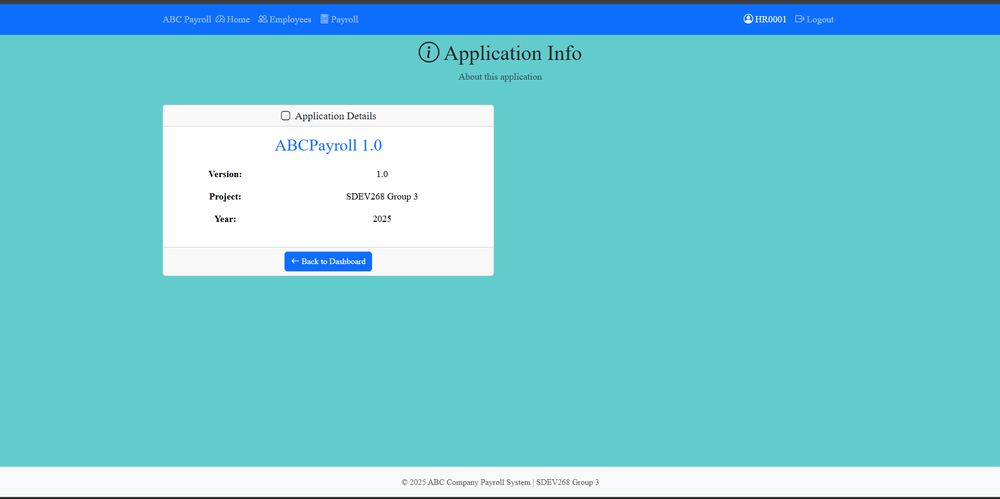 ABC Payroll Home Employees Payroll HR0001 Logout
Application Info
About this application
Application Details
ABCPayroll 1.0
Version: 1.0
Project: SDEV268 Group 3
Year: 2025
Back to Dashboard
© 2025 ABC Company Payroll System | SDEV268 Group 3